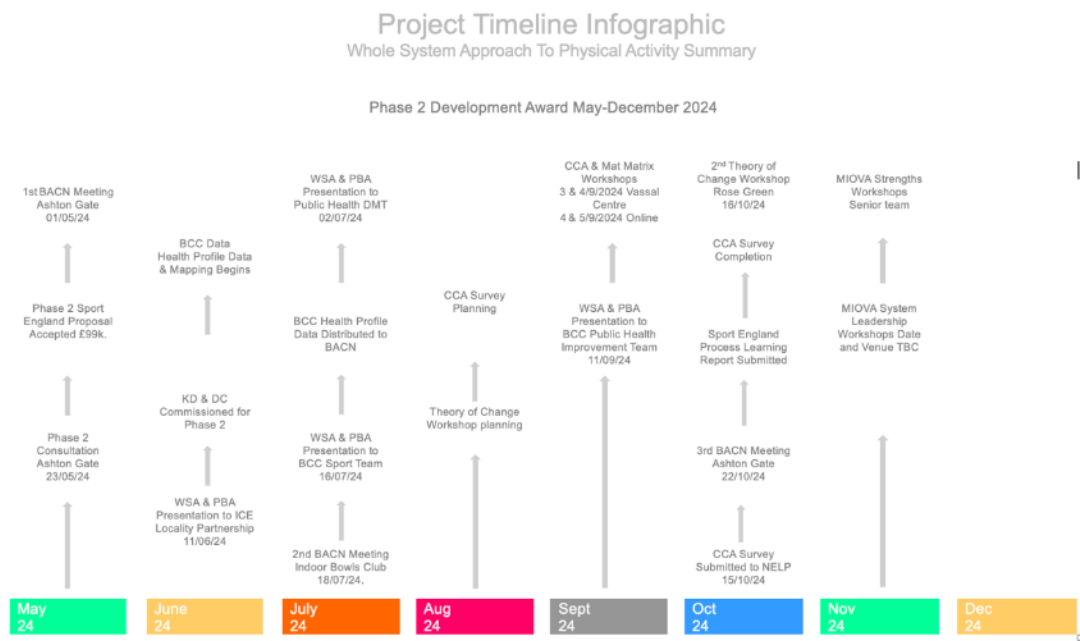 Project Timeline Infographic
Whole System Approach To Physical Activity Summary
Phase 2 Development Award May-December 2024
1st BACN Meeting
Ashton Gate
01/05/24
Phase 2 Sport
England Proposal
Accepted £99k.
Phase 2
Consultation
Ashton Gate
23/05/24
BCC Data
Health Profile Data
& Mapping Begins
KD & DC
Commissioned for
Phase 2
WSA & PBA
Presentation to ICE
Locality Partnership
11/06/24
WSA & PBA
Presentation to
Public Health DMT
02/07/24
BCC Health Profile
Data Distributed to
BACN
WSA & PBA
Presentation to
BCC Sport Team
16/07/24
2nd BACN Meeting
Indoor Bowls Club
18/07/24.
CCA Survey
Planning
Theory of Change
Workshop planning
CCA & Mat Matrix
Workshops
3 & 4/9/2024 Vassal
Centre
4 & 5/9/2024 Online
WSA & PBA
Presentation to
BCC Public Health
Improvement Team
11/09/24
2nd Theory of
Change Workshop
Rose Green
16/10/24
CCA Survey
Completion
Sport England
Process Learning
Report Submitted
3rd BACN Meeting
Ashton Gate
22/10/24
CCA Survey
Submitted to NELP
15/10/24
MIOVA Strengths
Workshops
Senior team
MIOVA System
Leadership
Workshops Date
and Venue TBC
May
24
June
24
July
24
Aug
24
Sept
24
Oct
24
Nov
24
Dec
24